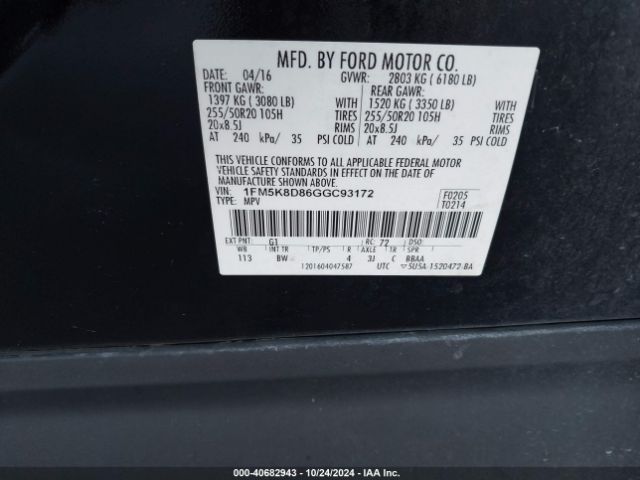 MFD. BY FORD MOTOR CO.
DATE: 04/16 GVWR: 2803 KG ( 6180 LB)
FRONT GAWR: REAR GAWR:
1397 KG ( 3080 LB) WITH 1520 KG ( 3350 LB) WITH
255/50R20 105H TIRES 255/50R20 105H TIRES
20x8.5J RIMS 20x8.5J RIMS
AT 240 kPa/ 35 PSI COLD AT 240 kPa/ 35 PSI COLD
THIS VEHICLE CONFORMS TO ALL APPLICABLE FEDERAL MOTOR
VEHICLE SAFETY STANDARDS IN EFFECT ON THE DATE OF
MANUFACTURE SHOWN ABOVE.
VIN: 1FM5K8D86GGC93172 F0205
TYPE: MPV T0214
EXT PNT: G1 RC: 72 DSO:
WB INT TR TP/PS R AXLE TR SPR
113 BW 4 3J C BBAA
1201604047587 UTC 5U5A-1520472-BA
000-40682943 | 10/24/2024 | IAA Inc.